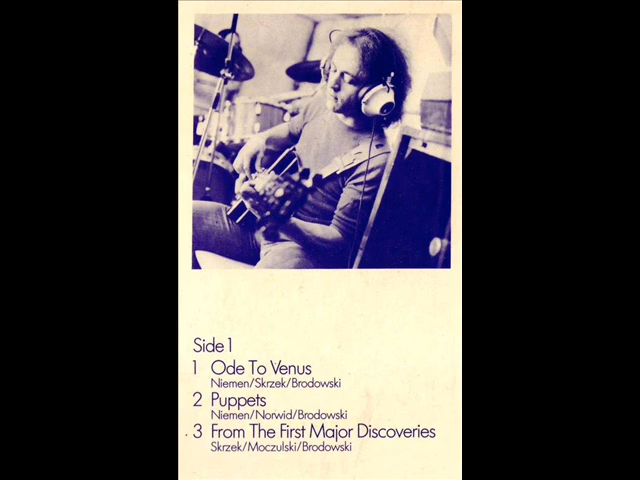 Side 1
1 Ode To Venus
Niemen/Skrzek/Brodowski
2 Puppets
Niemen/Norwid/Brodowski
3 From The First Major Discoveries
Skrzek/Moczulski/Brodowski